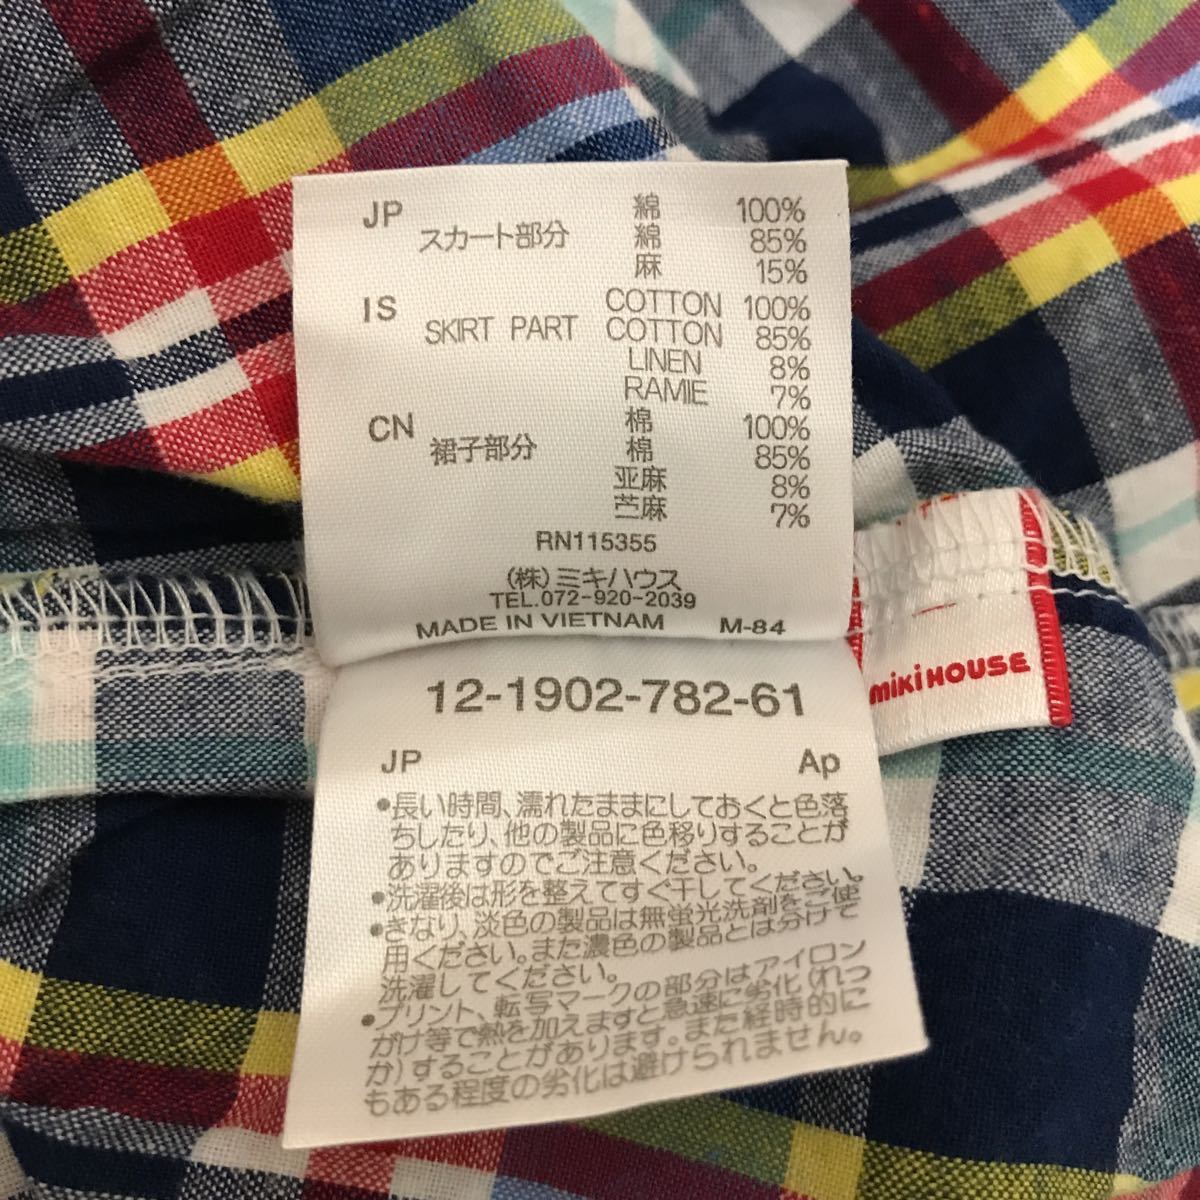 JP 綿 100%
スカート部分 綿 85%
麻 15%
IS COTTON 100%
SKIRT PART COTTON 85%
LINEN 8%
RAMIE 7%
CN 棉 100%
裙子部分 棉 85%
亚麻 8%
苎麻 7%
RN115355
(株)ミキハウス
TEL.072-920-2039
MADE IN VIETNAM M-84
mikiHOUSE
12-1902-782-61
JP Ap
•長い時間、濡れたままにしておくと色落
ちしたり、他の製品に色移りすることが
ありますのでご注意ください。
•洗濯後は形を整えてすぐ干してください。
•きなり、淡色の製品は無蛍光洗剤をご使
用ください。また濃色の製品とは分けて
洗濯してください。
•プリント、転写マークの部分はアイロン
がけ等で熱を加えますと急速に劣化(れっ
か)することがあります。また経時的に
もある程度の劣化は避けられません。